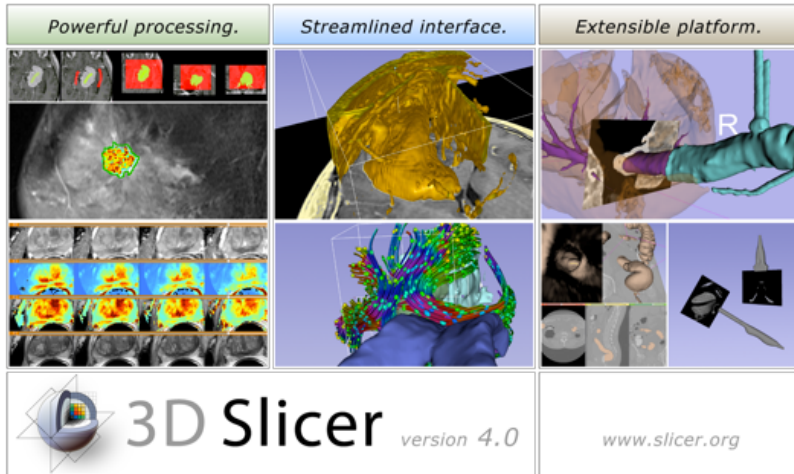 Powerful processing.
Streamlined interface.
Extensible platform.
R
3D Slicer version 4.0
www.slicer.org